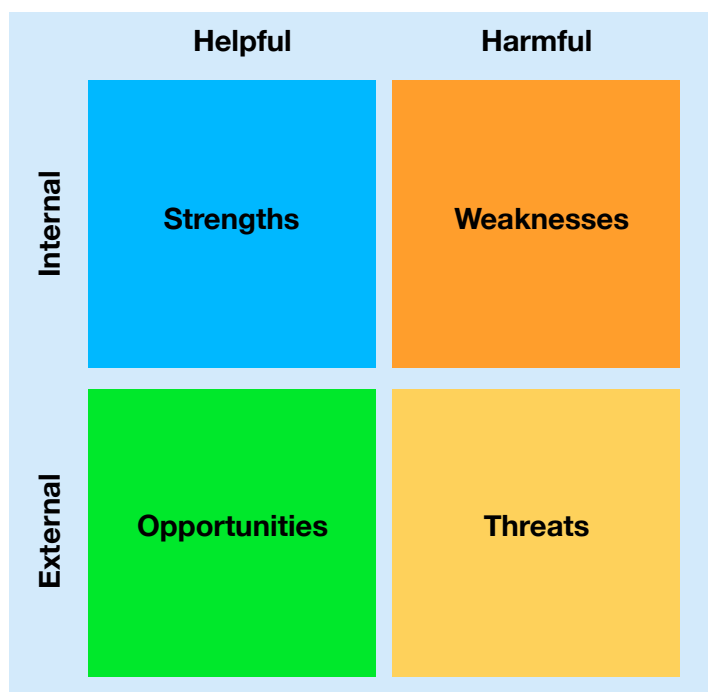 Helpful
Harmful
Internal
Strengths
Weaknesses
External
Opportunities
Threats